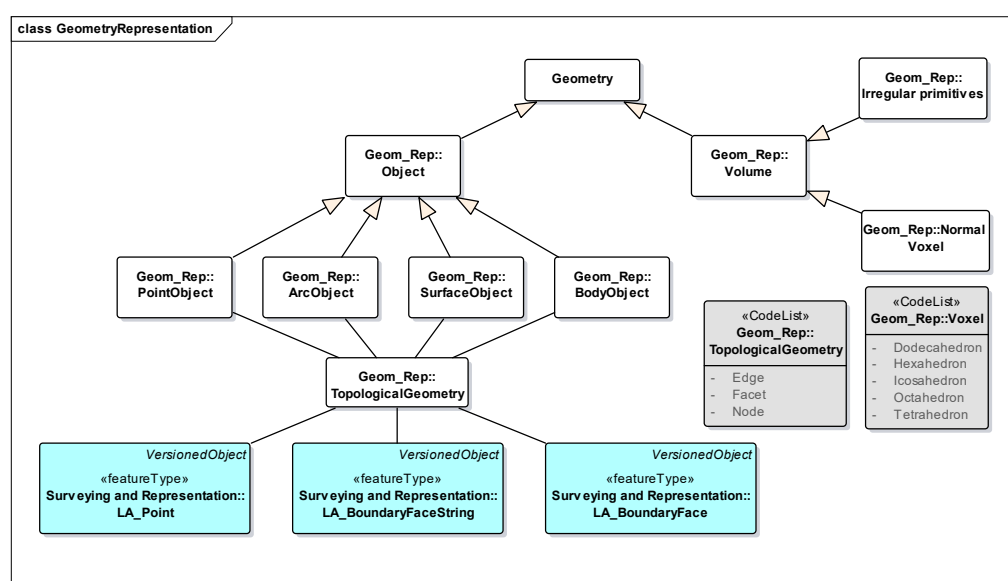 class GeometryRepresentation
Geometry
Geom_Rep::
Irregular primitives
Geom_Rep::
Object
Geom_Rep::
Volume
Geom_Rep::Normal
Voxel
Geom_Rep::
PointObject
Geom_Rep::
ArcObject
Geom_Rep::
SurfaceObject
Geom_Rep::
BodyObject
«CodeList»
Geom_Rep::
TopologicalGeometry
- Edge
- Facet
- Node
«CodeList»
Geom_Rep::Voxel
- Dodecahedron
- Hexahedron
- Icosahedron
- Octahedron
- Tetrahedron
Geom_Rep::
TopologicalGeometry
VersionedObject
«featureType»
Surveying and Representation::
LA_Point
VersionedObject
«featureType»
Surveying and Representation::
LA_BoundaryFaceString
VersionedObject
«featureType»
Surveying and Representation::
LA_BoundaryFace